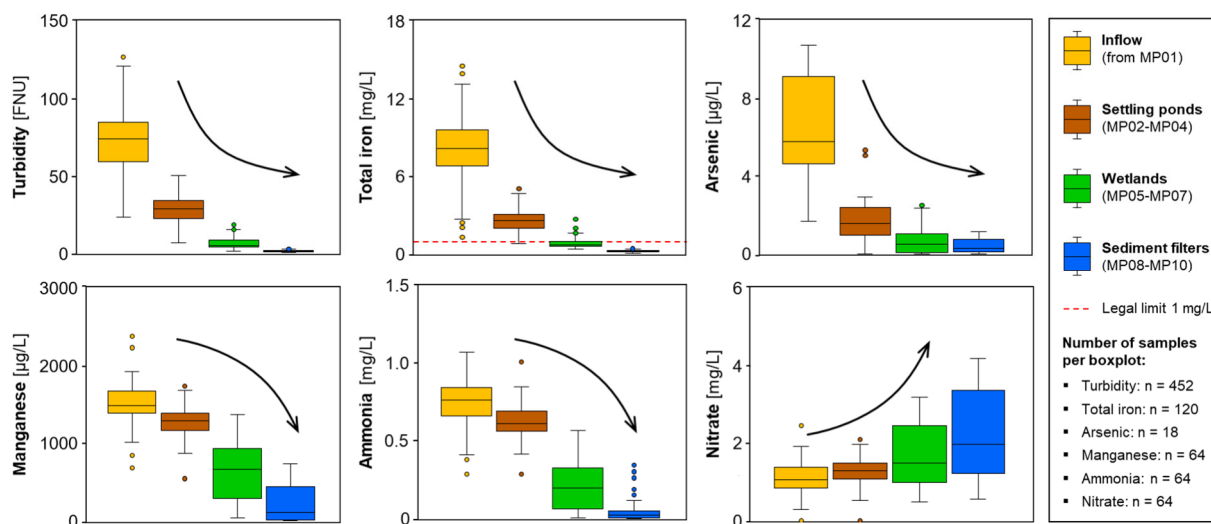 Turbidity [FNU]
150
100
50
0
Total iron [mg/L]
18
12
6
0
Arsenic [µg/L]
12
8
4
0
Manganese [µg/L]
3000
2000
1000
0
Ammonia [mg/L]
1.5
1.0
0.5
0
Nitrate [mg/L]
6
4
2
0
Inflow
(from MP01)
Settling ponds
(MP02-MP04)
Wetlands
(MP05-MP07)
Sediment filters
(MP08-MP10)
Legal limit 1 mg/L
Number of samples
per boxplot:
▪ Turbidity: n = 452
▪ Total iron: n = 120
▪ Arsenic: n = 18
▪ Manganese: n = 64
▪ Ammonia: n = 64
▪ Nitrate: n = 64